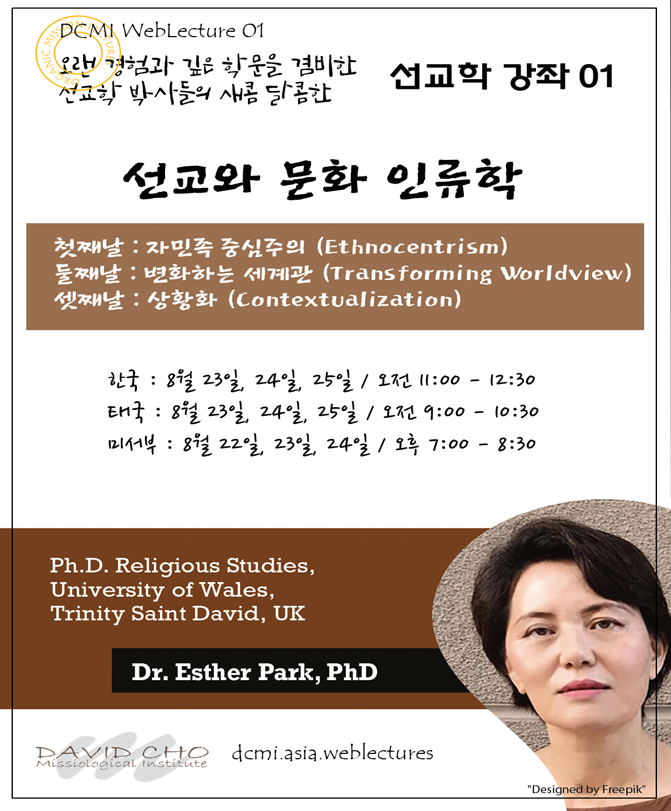 DCMI WebLecture 01
오랜 경험과 깊은 학문을 겸비한
선교학 박사들의 새콤 달콤한
선교학 강좌 01
ORGANIC MISSION LECTURE
선교와 문화 인류학
첫째날 : 자민족 중심주의 (Ethnocentrism)
둘째날 : 변화하는 세계관 (Transforming Worldview)
셋째날 : 상황화 (Contextualization)
한국 : 8월 23일, 24일, 25일 / 오전 11:00 - 12:30
태국 : 8월 23일, 24일, 25일 / 오전 9:00 - 10:30
미서부 : 8월 22일, 23일, 24일 / 오후 7:00 - 8:30
Ph.D. Religious Studies,
University of Wales,
Trinity Saint David, UK
Dr. Esther Park, PhD
DAVID CHO
Missiological Institute
dcmi.asia.weblectures
"Designed by Freepik"